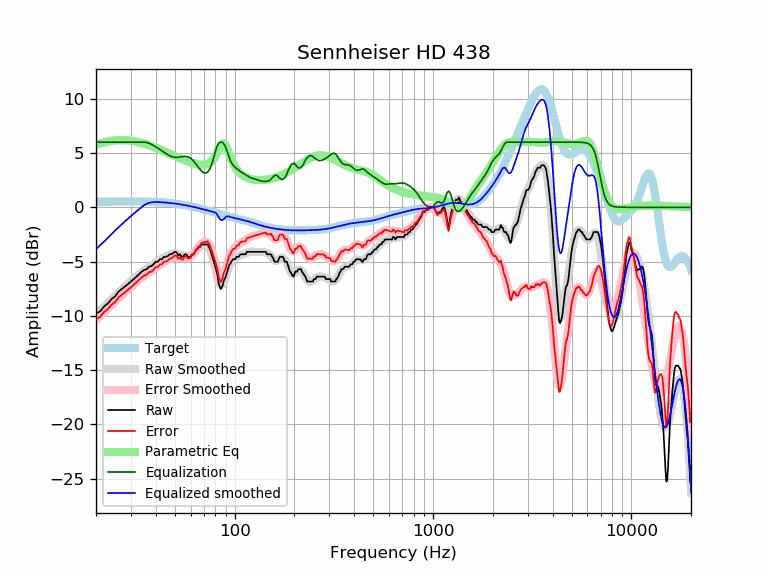 Sennheiser HD 438
10
5
0
−5
−10
−15
−20
−25
Amplitude (dBr)
Target
Raw Smoothed
Error Smoothed
Raw
Error
Parametric Eq
Equalization
Equalized smoothed
100
1000
10000
Frequency (Hz)